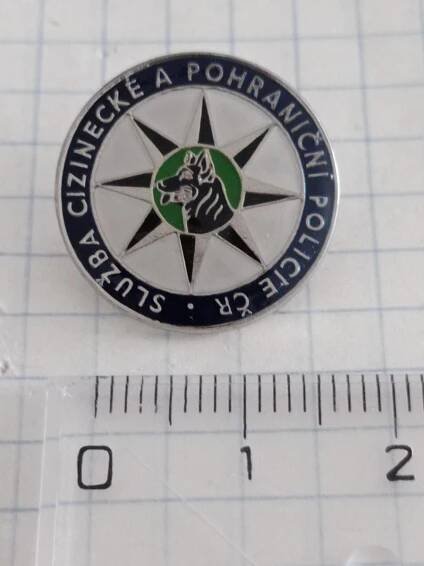 SLUŽBA CIZINECKÉ A POHRANIČNÍ POLICIE ČR
0 1 2